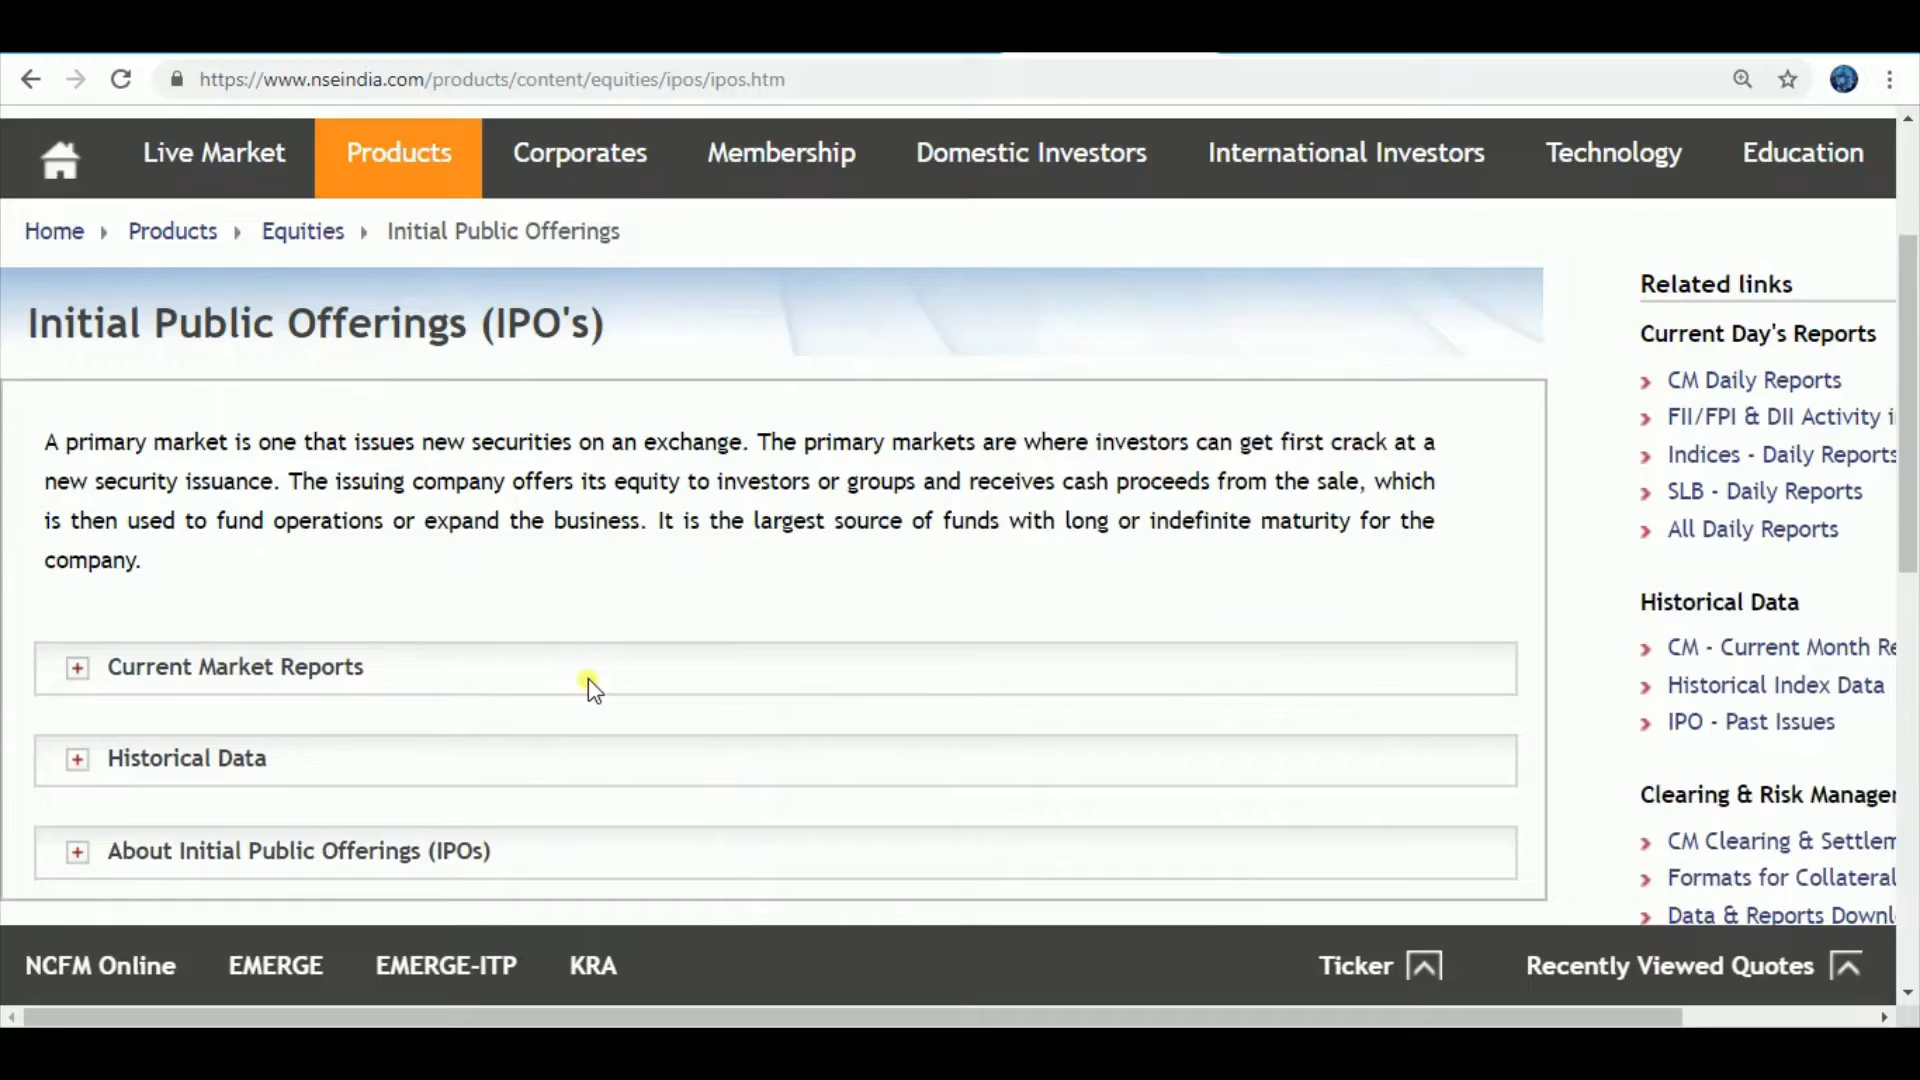 https://www.nseindia.com/products/content/equities/ipos/ipos.htm
Live Market Products Corporates Membership Domestic Investors International Investors Technology Education
Home Products Equities Initial Public Offerings
Initial Public Offerings (IPO's)
A primary market is one that issues new securities on an exchange. The primary markets are where investors can get first crack at a
new security issuance. The issuing company offers its equity to investors or groups and receives cash proceeds from the sale, which
is then used to fund operations or expand the business. It is the largest source of funds with long or indefinite maturity for the
company.
Current Market Reports
Historical Data
About Initial Public Offerings (IPOs)
Related links
Current Day's Reports
CM Daily Reports
FII/FPI & DII Activity i
Indices - Daily Reports
SLB - Daily Reports
All Daily Reports
Historical Data
CM - Current Month Re
Historical Index Data
IPO - Past Issues
Clearing & Risk Manager
CM Clearing & Settlem
Formats for Collateral
Data & Reports Downl
NCFM Online EMERGE EMERGE-ITP KRA Ticker Recently Viewed Quotes